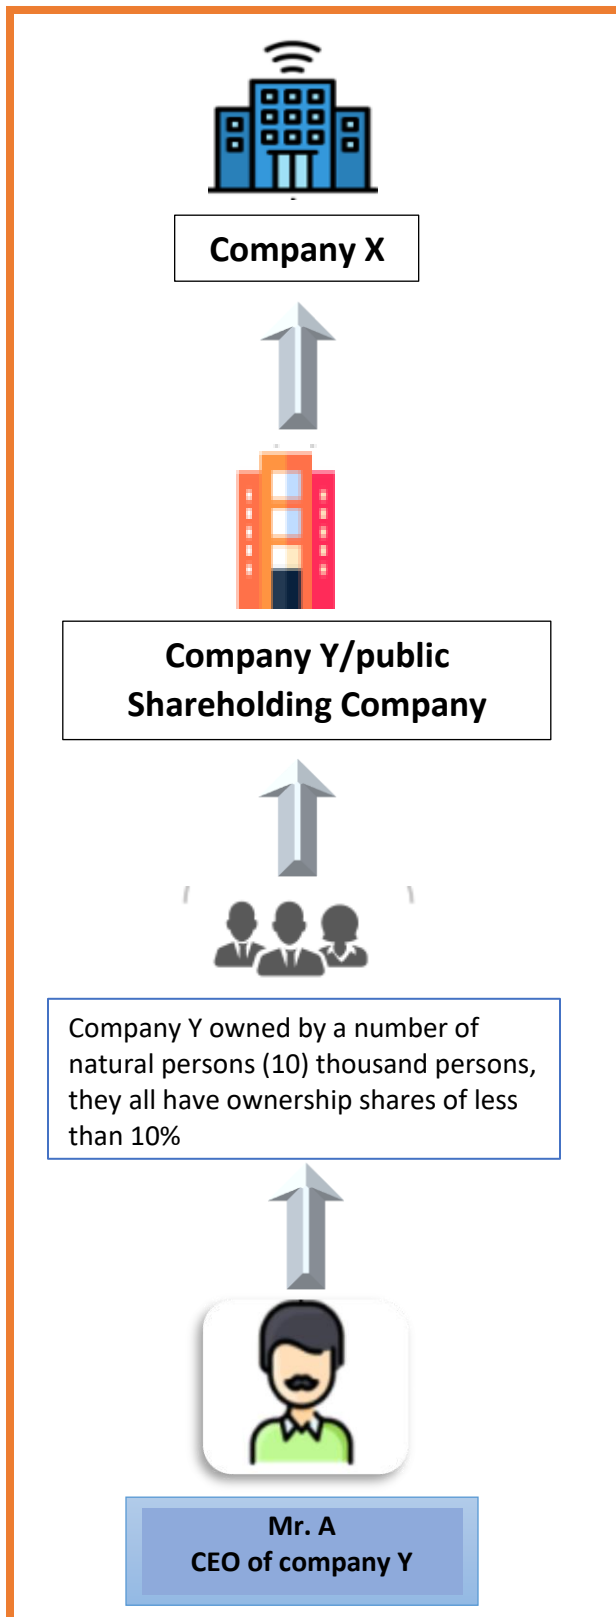 Company X
Company Y/public
Shareholding Company
Company Y owned by a number of
natural persons (10) thousand persons,
they all have ownership shares of less
than 10%
Mr. A
CEO of company Y